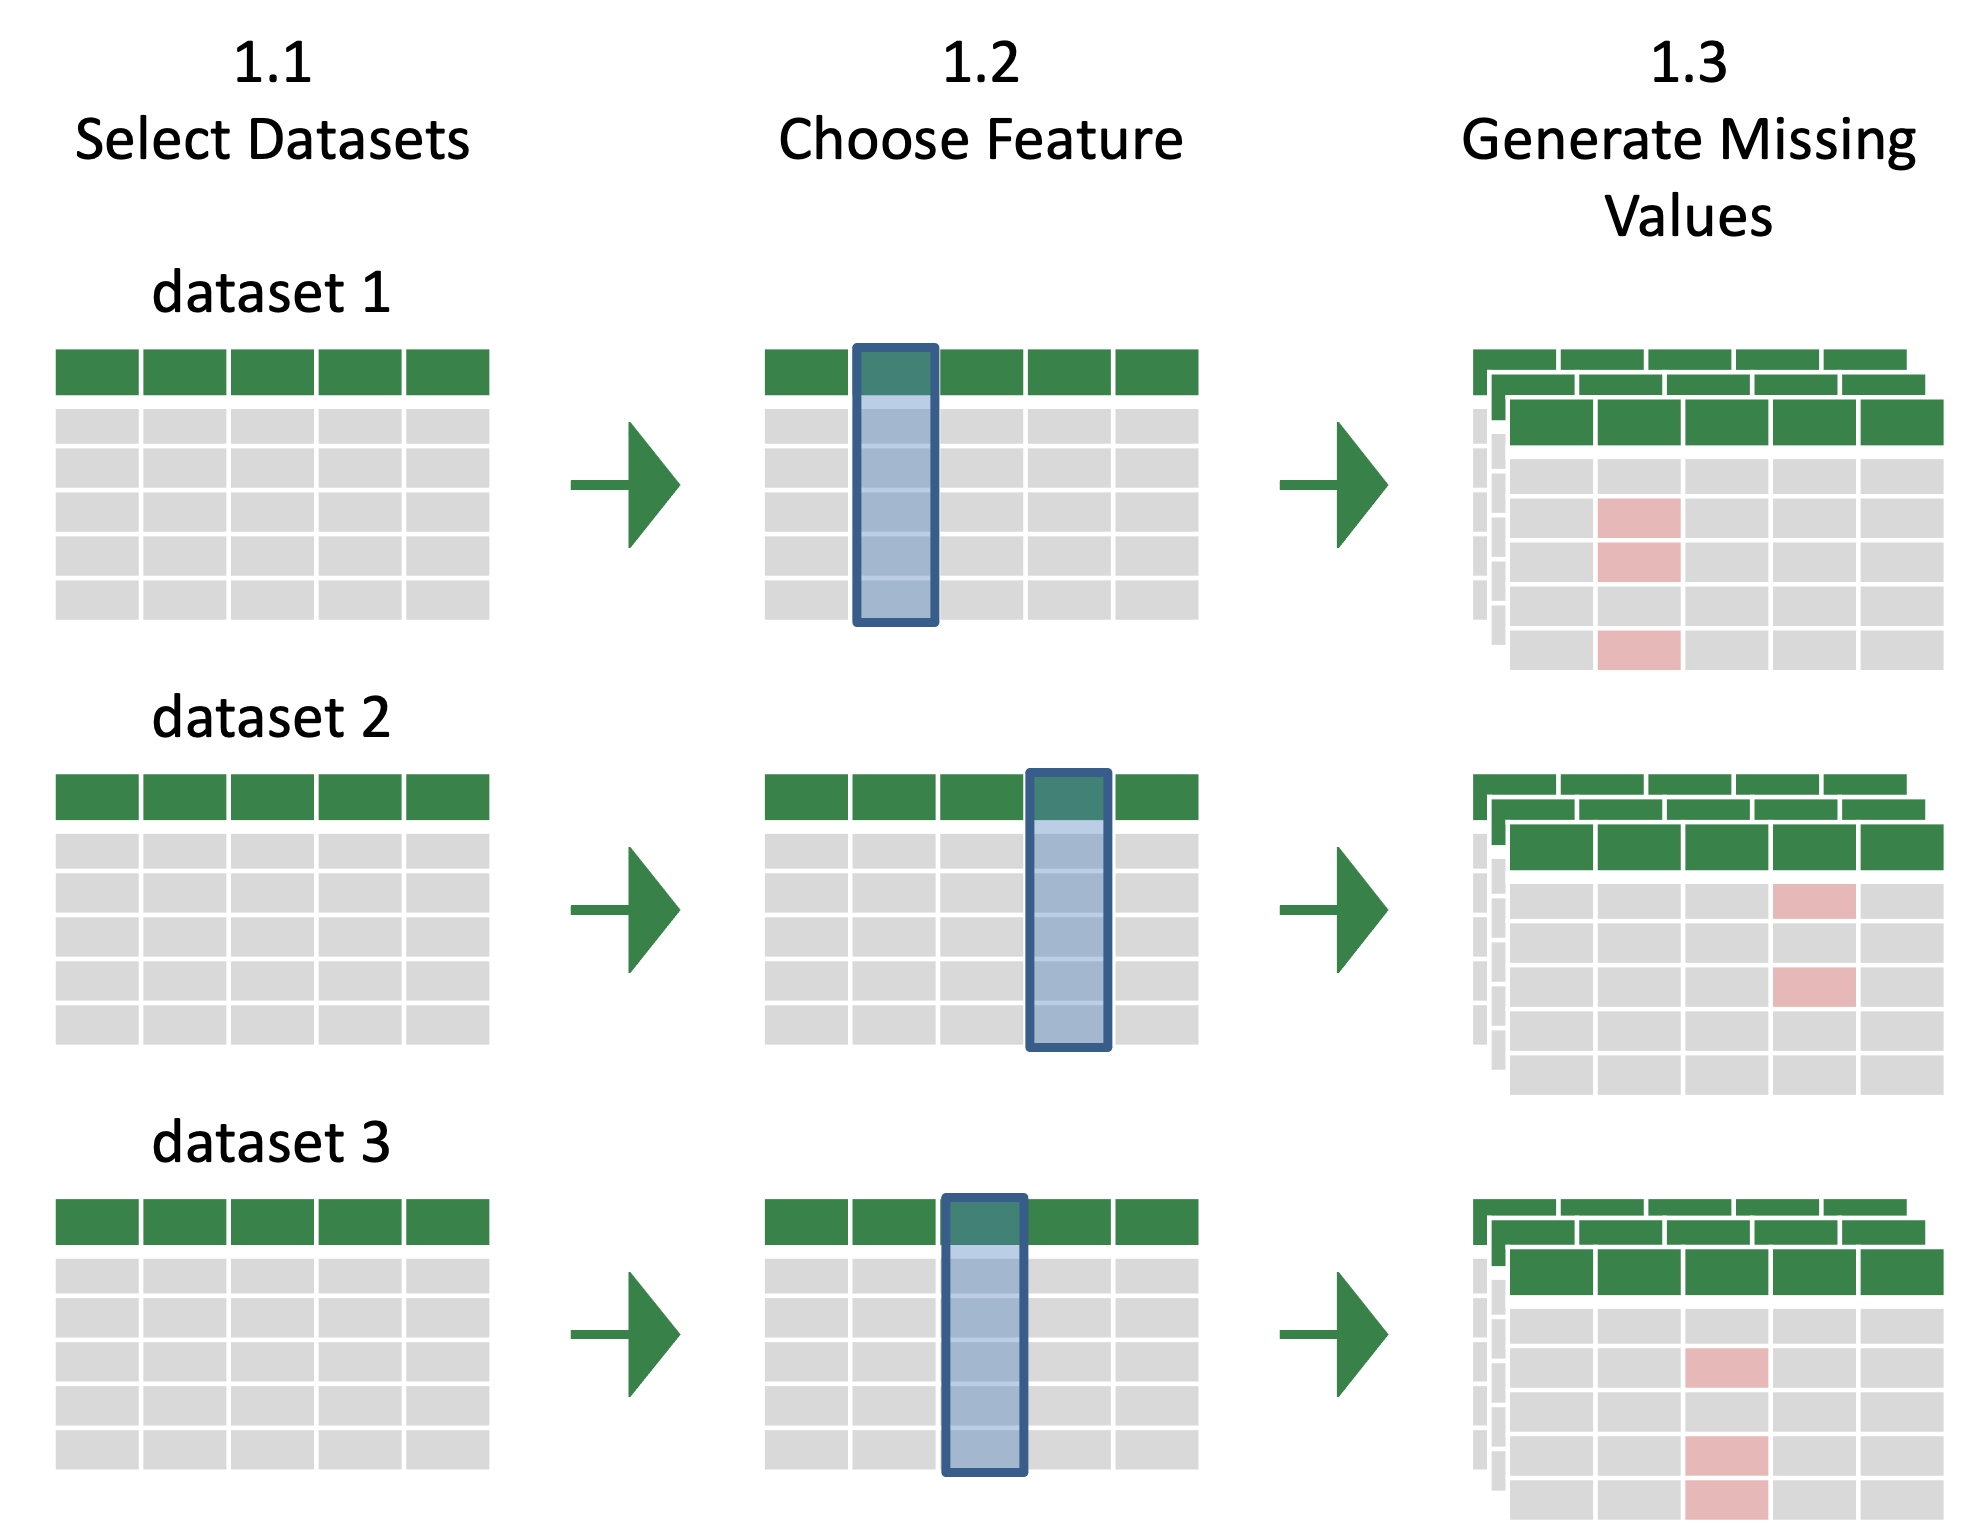 1.1
Select Datasets
1.2
Choose Feature
1.3
Generate Missing
Values
dataset 1
dataset 2
dataset 3